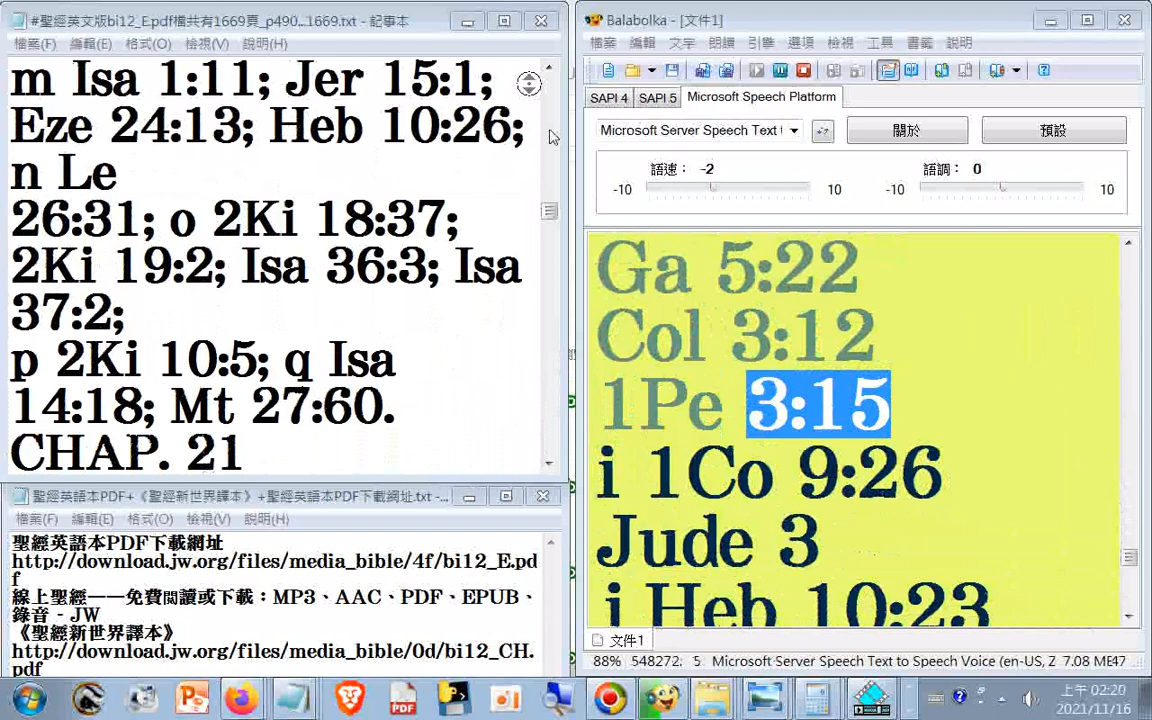 #聖經英文版bi12_E.pdf檔共有1669頁_p490...1669.txt - 記事本
檔案(F) 編輯(E) 格式(O) 檢視(V) 說明(H)
m Isa 1:11; Jer 15:1;
Eze 24:13; Heb 10:26;
n Le
26:31; o 2Ki 18:37;
2Ki 19:2; Isa 36:3; Isa
37:2;
p 2Ki 10:5; q Isa
14:18; Mt 27:60.
CHAP. 21
聖經英語本PDF+《聖經新世界譯本》+聖經英語本PDF下載網址.txt - ...
檔案(F) 編輯(E) 格式(O) 檢視(V) 說明(H)
聖經英語本PDF下載網址
http://download.jw.org/files/media_bible/4f/bi12_E.pd
f
線上聖經——免費閱讀或下載：MP3、AAC、PDF、EPUB、
錄音 - JW
《聖經新世界譯本》
http://download.jw.org/files/media_bible/0d/bi12_CH.
pdf
Balabolka - [文件1]
檔案 編輯 文字 朗讀 引擎 選項 檢視 工具 書籤 說明
SAPI 4 SAPI 5 Microsoft Speech Platform
Microsoft Server Speech Text 關於 預設
語速： -2 語調： 0
-10 10 -10 10
Ga 5:22
Col 3:12
1Pe 3:15
i 1Co 9:26
Jude 3
j Heb 10:23
文件1
88% 548272, 5 Microsoft Server Speech Text to Speech Voice (en-US, Z 7.08 ME47
上午 02:20
2021/11/16